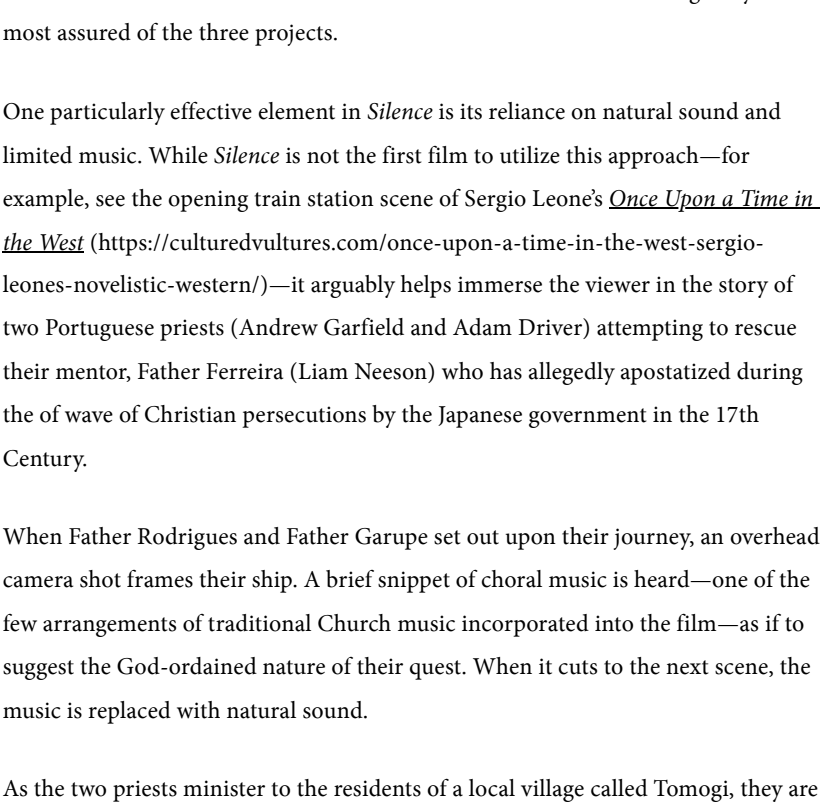 most assured of the three projects.
One particularly effective element in Silence is its reliance on natural sound and
limited music. While Silence is not the first film to utilize this approach—for
example, see the opening train station scene of Sergio Leone’s Once Upon a Time in
the West (https://culturedvultures.com/once-upon-a-time-in-the-west-sergio-
leones-novelistic-western/)—it arguably helps immerse the viewer in the story of
two Portuguese priests (Andrew Garfield and Adam Driver) attempting to rescue
their mentor, Father Ferreira (Liam Neeson) who has allegedly apostatized during
the of wave of Christian persecutions by the Japanese government in the 17th
Century.
When Father Rodrigues and Father Garupe set out upon their journey, an overhead
camera shot frames their ship. A brief snippet of choral music is heard—one of the
few arrangements of traditional Church music incorporated into the film—as if to
suggest the God-ordained nature of their quest. When it cuts to the next scene, the
music is replaced with natural sound.
As the two priests minister to the residents of a local village called Tomogi, they are